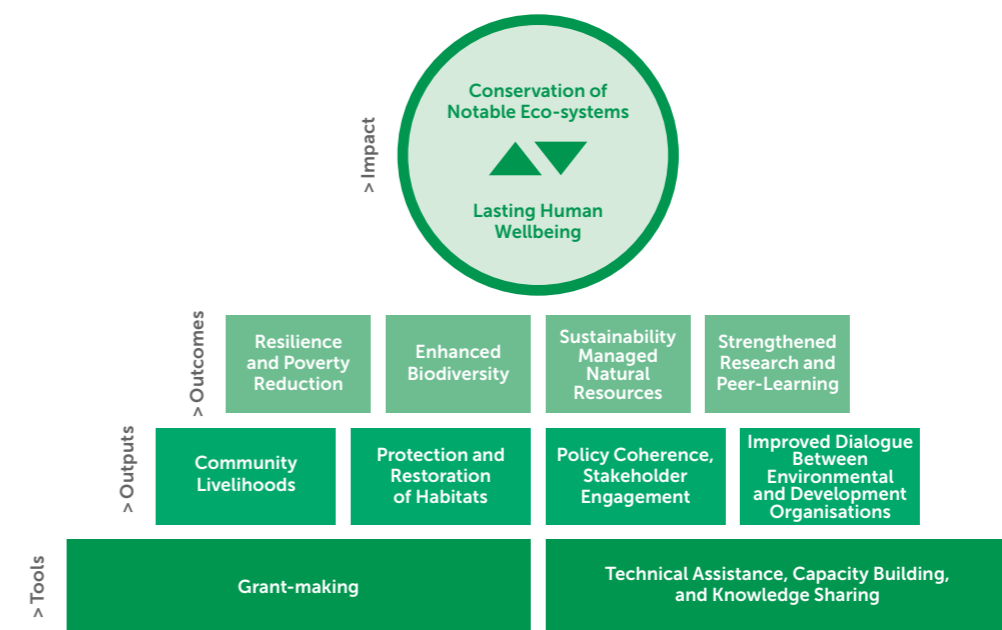 Conservation of
Notable Eco-systems
Lasting Human
Wellbeing
> Impact
> Outcomes
Resilience
and Poverty
Reduction
Enhanced
Biodiversity
Sustainability
Managed
Natural
Resources
Strengthened
Research and
Peer-Learning
> Outputs
Community
Livelihoods
Protection and
Restoration
of Habitats
Policy Coherence,
Stakeholder
Engagement
Improved Dialogue
Between
Environmental
and Development
Organisations
> Tools
Grant-making
Technical Assistance, Capacity Building,
and Knowledge Sharing